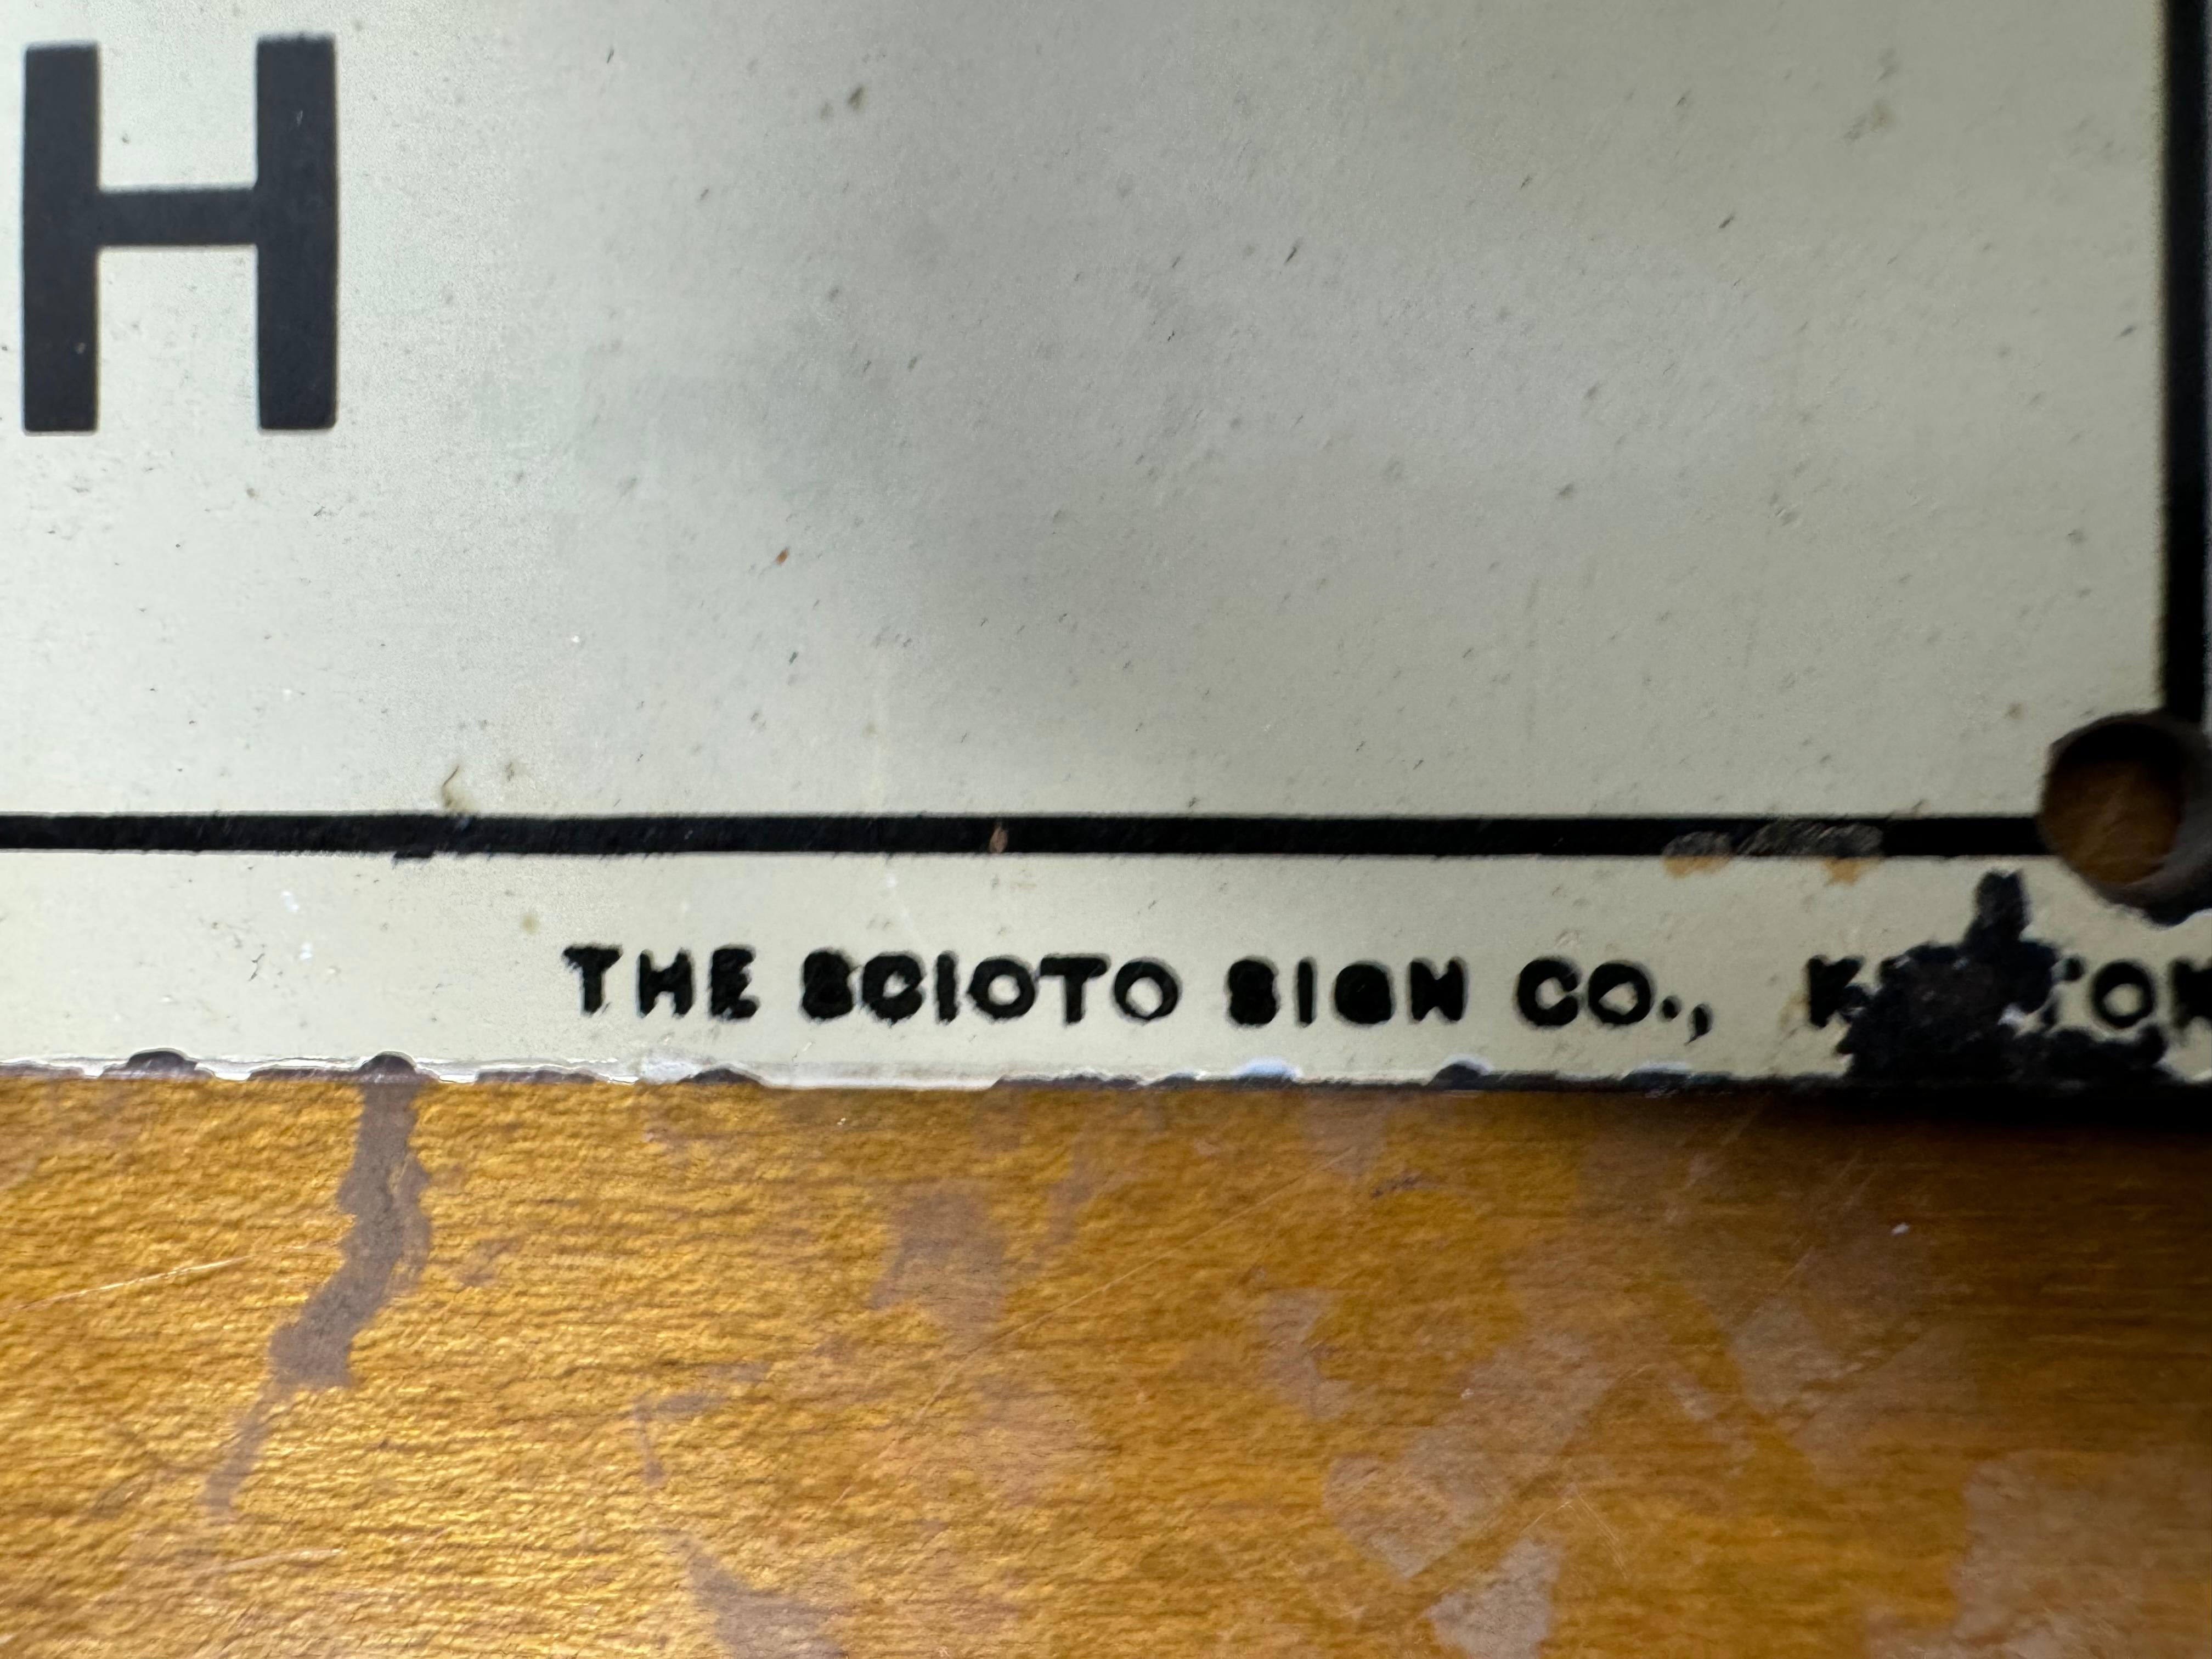 H
THE SCIOTO SIGN CO.,